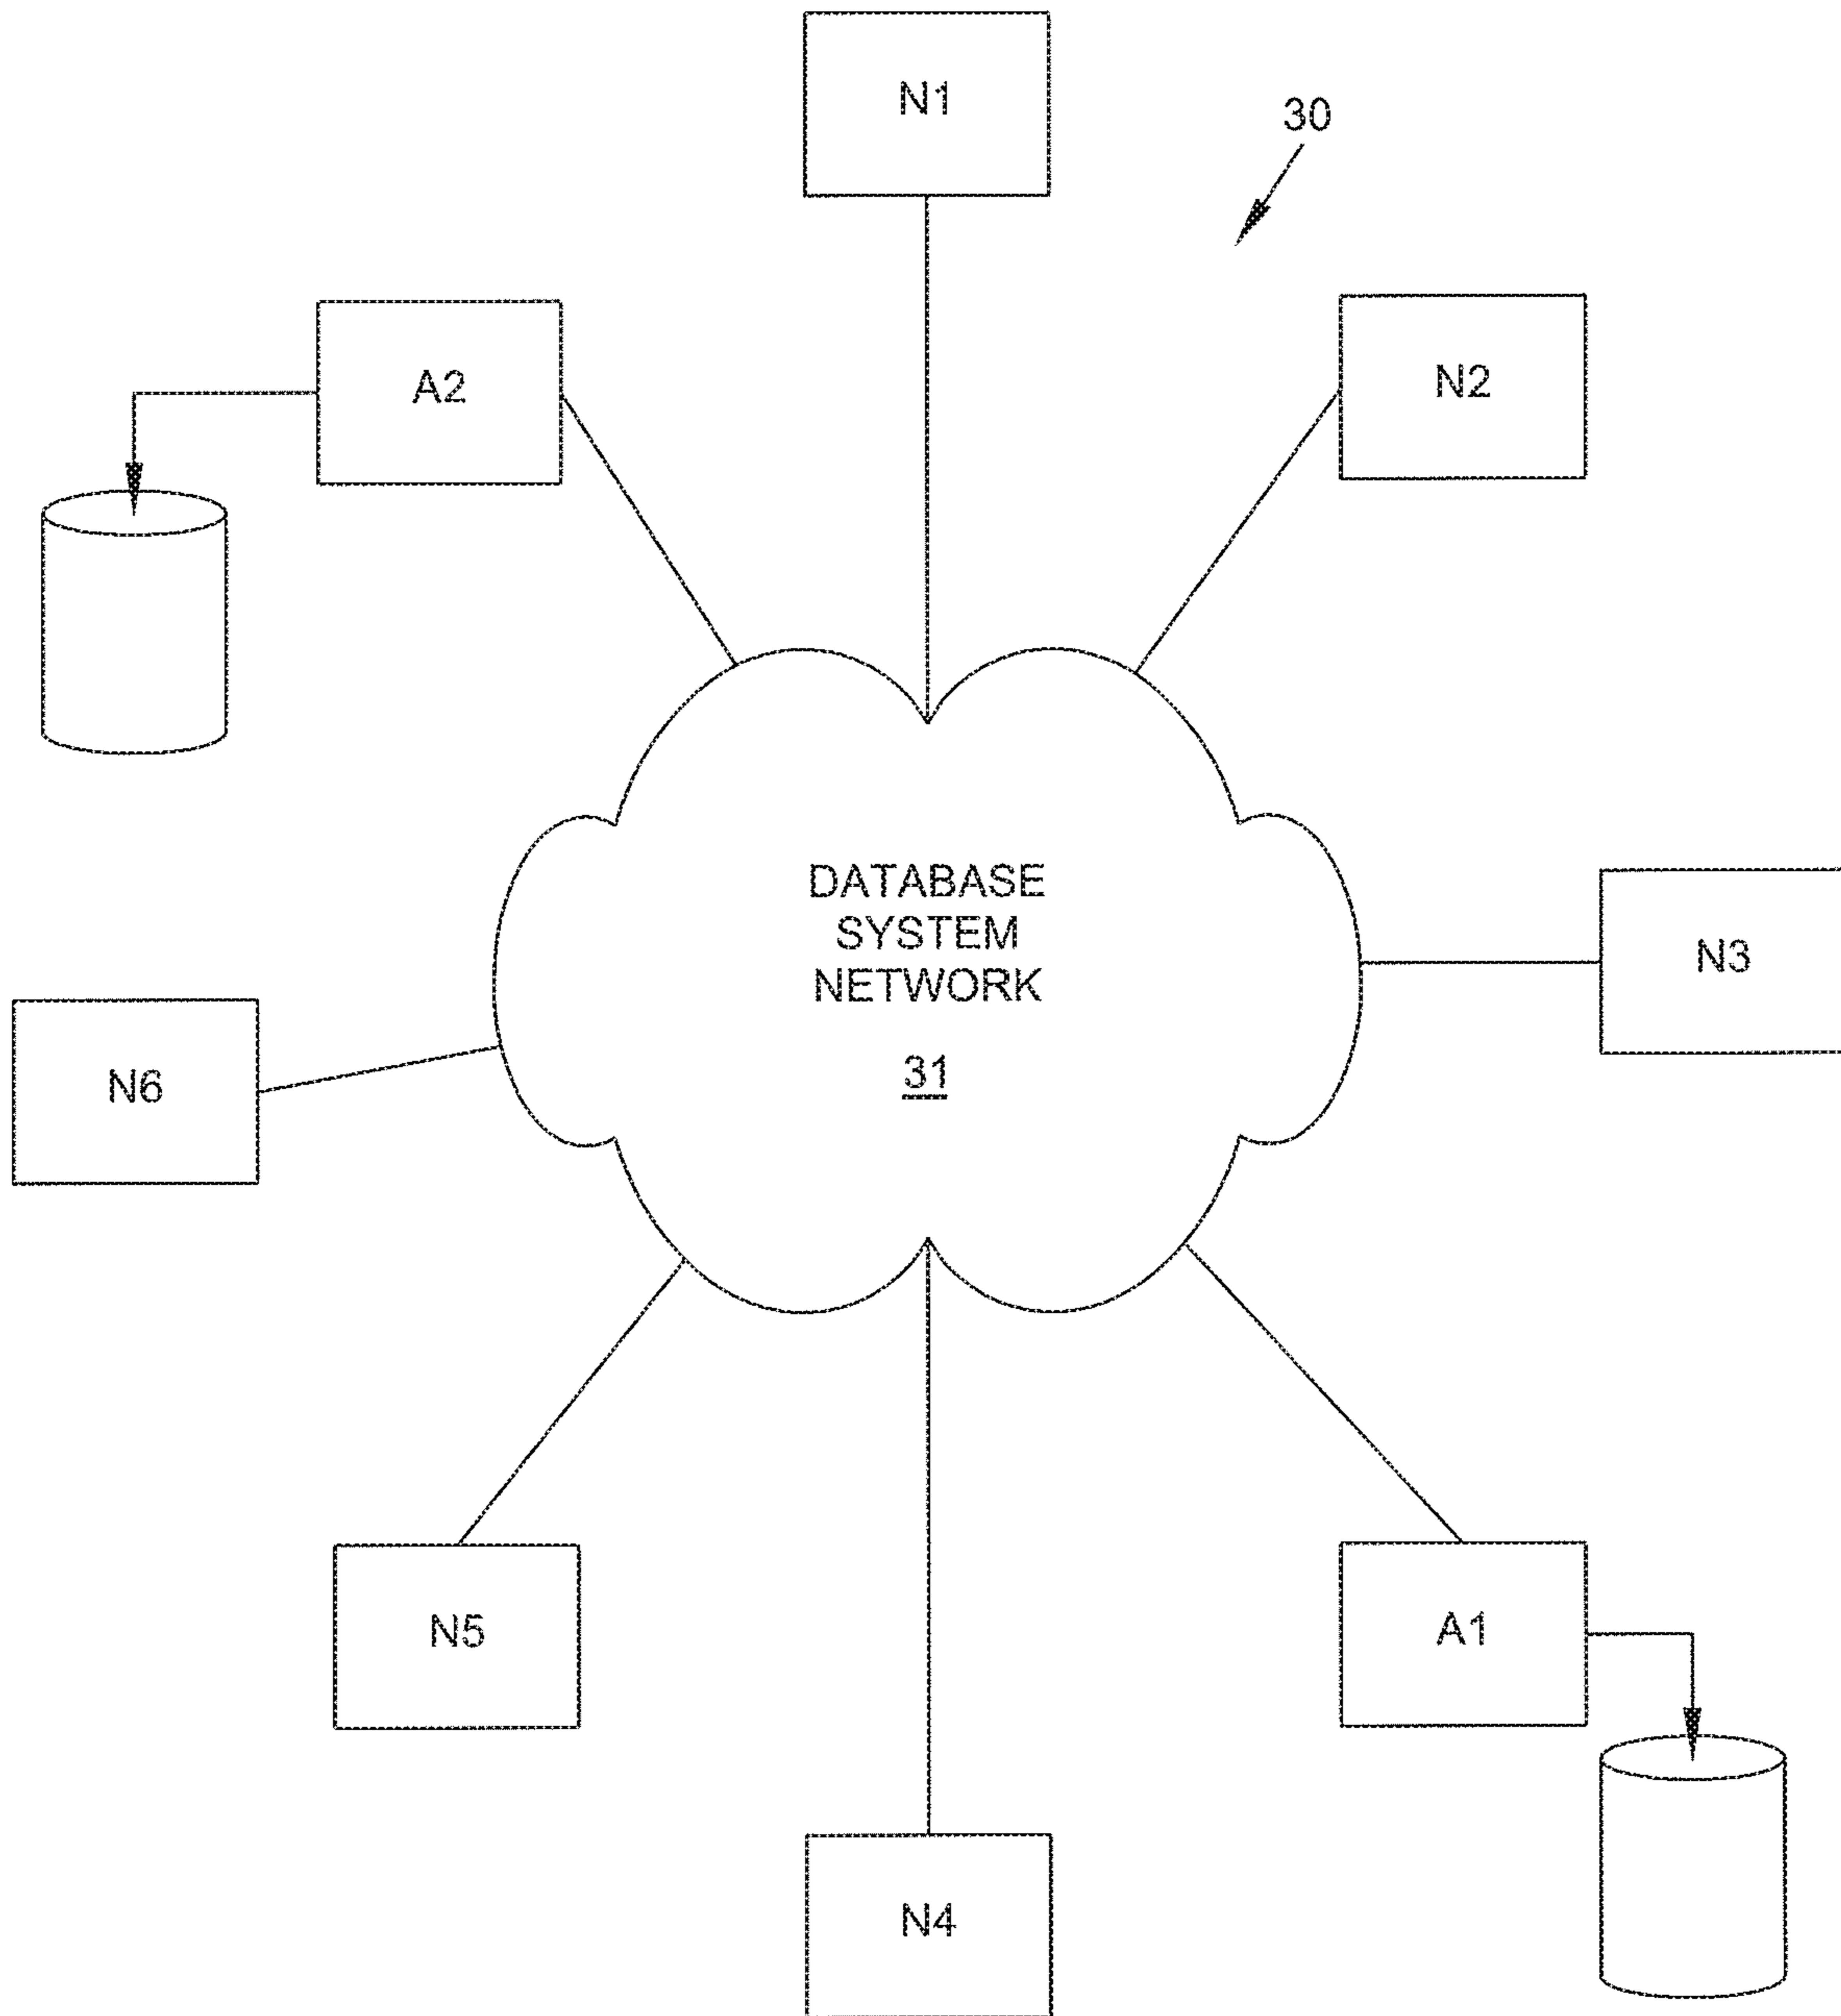 N1
30
A2
N2
DATABASE
SYSTEM
NETWORK
31
N3
N6
N5
A1
N4